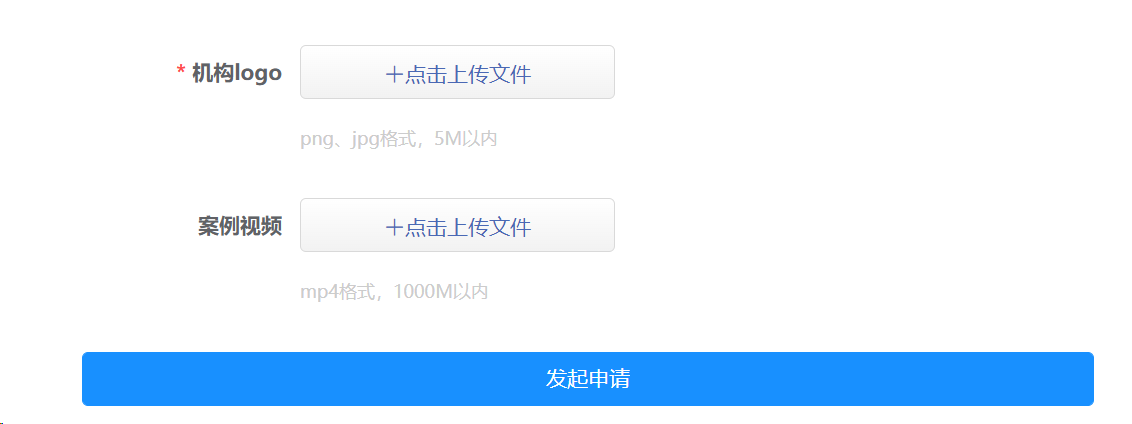 * 机构logo
＋点击上传文件
png、jpg格式，5M以内
案例视频
＋点击上传文件
mp4格式，1000M以内
发起申请